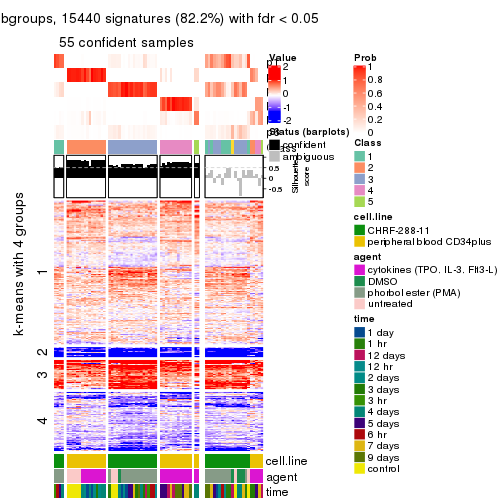 bgroups, 15440 signatures (82.2%) with fdr < 0.05
55 confident samples
Value
2
1
0
-1
-2
Status (barplots)
confident
ambiguous
0.5
0
-0.5
Silhouette
score
Prob
1
0.8
0.6
0.4
0.2
0
Class
1
2
3
4
5
cell.line
CHRF-288-11
peripheral blood CD34plus
agent
cytokines (TPO, IL-3, Flt3-L)
DMSO
phorbol ester (PMA)
untreated
time
1 day
1 hr
12 days
12 hr
2 days
3 days
3 hr
4 days
5 days
6 hr
7 days
9 days
control
k-means with 4 groups
1
2
3
4
cell.line
agent
time